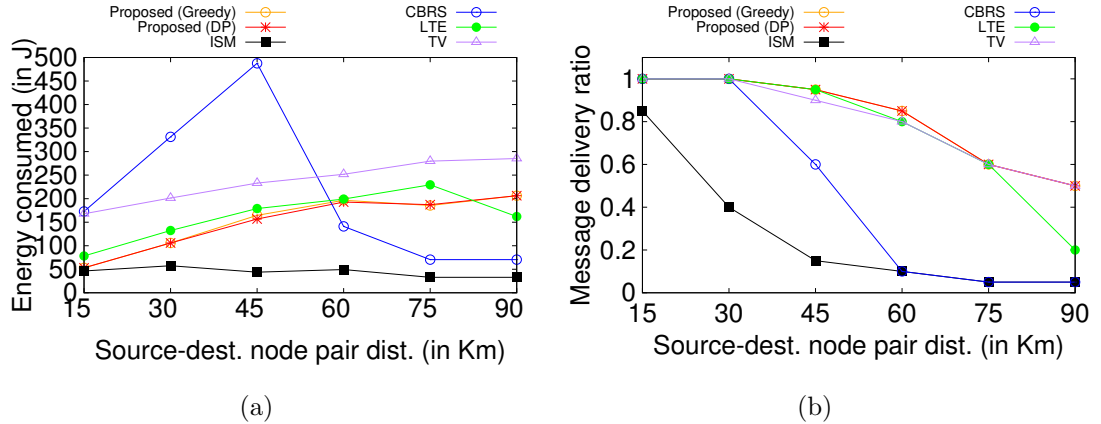 Proposed (Greedy)
Proposed (DP)
ISM
CBRS
LTE
TV
Energy consumed (in J)
500
450
400
350
300
250
200
150
100
50
0
15 30 45 60 75 90
Source-dest. node pair dist. (in Km)
(a)
Proposed (Greedy)
Proposed (DP)
ISM
CBRS
LTE
TV
Message delivery ratio
1
0.8
0.6
0.4
0.2
0
15 30 45 60 75 90
Source-dest. node pair dist. (in Km)
(b)